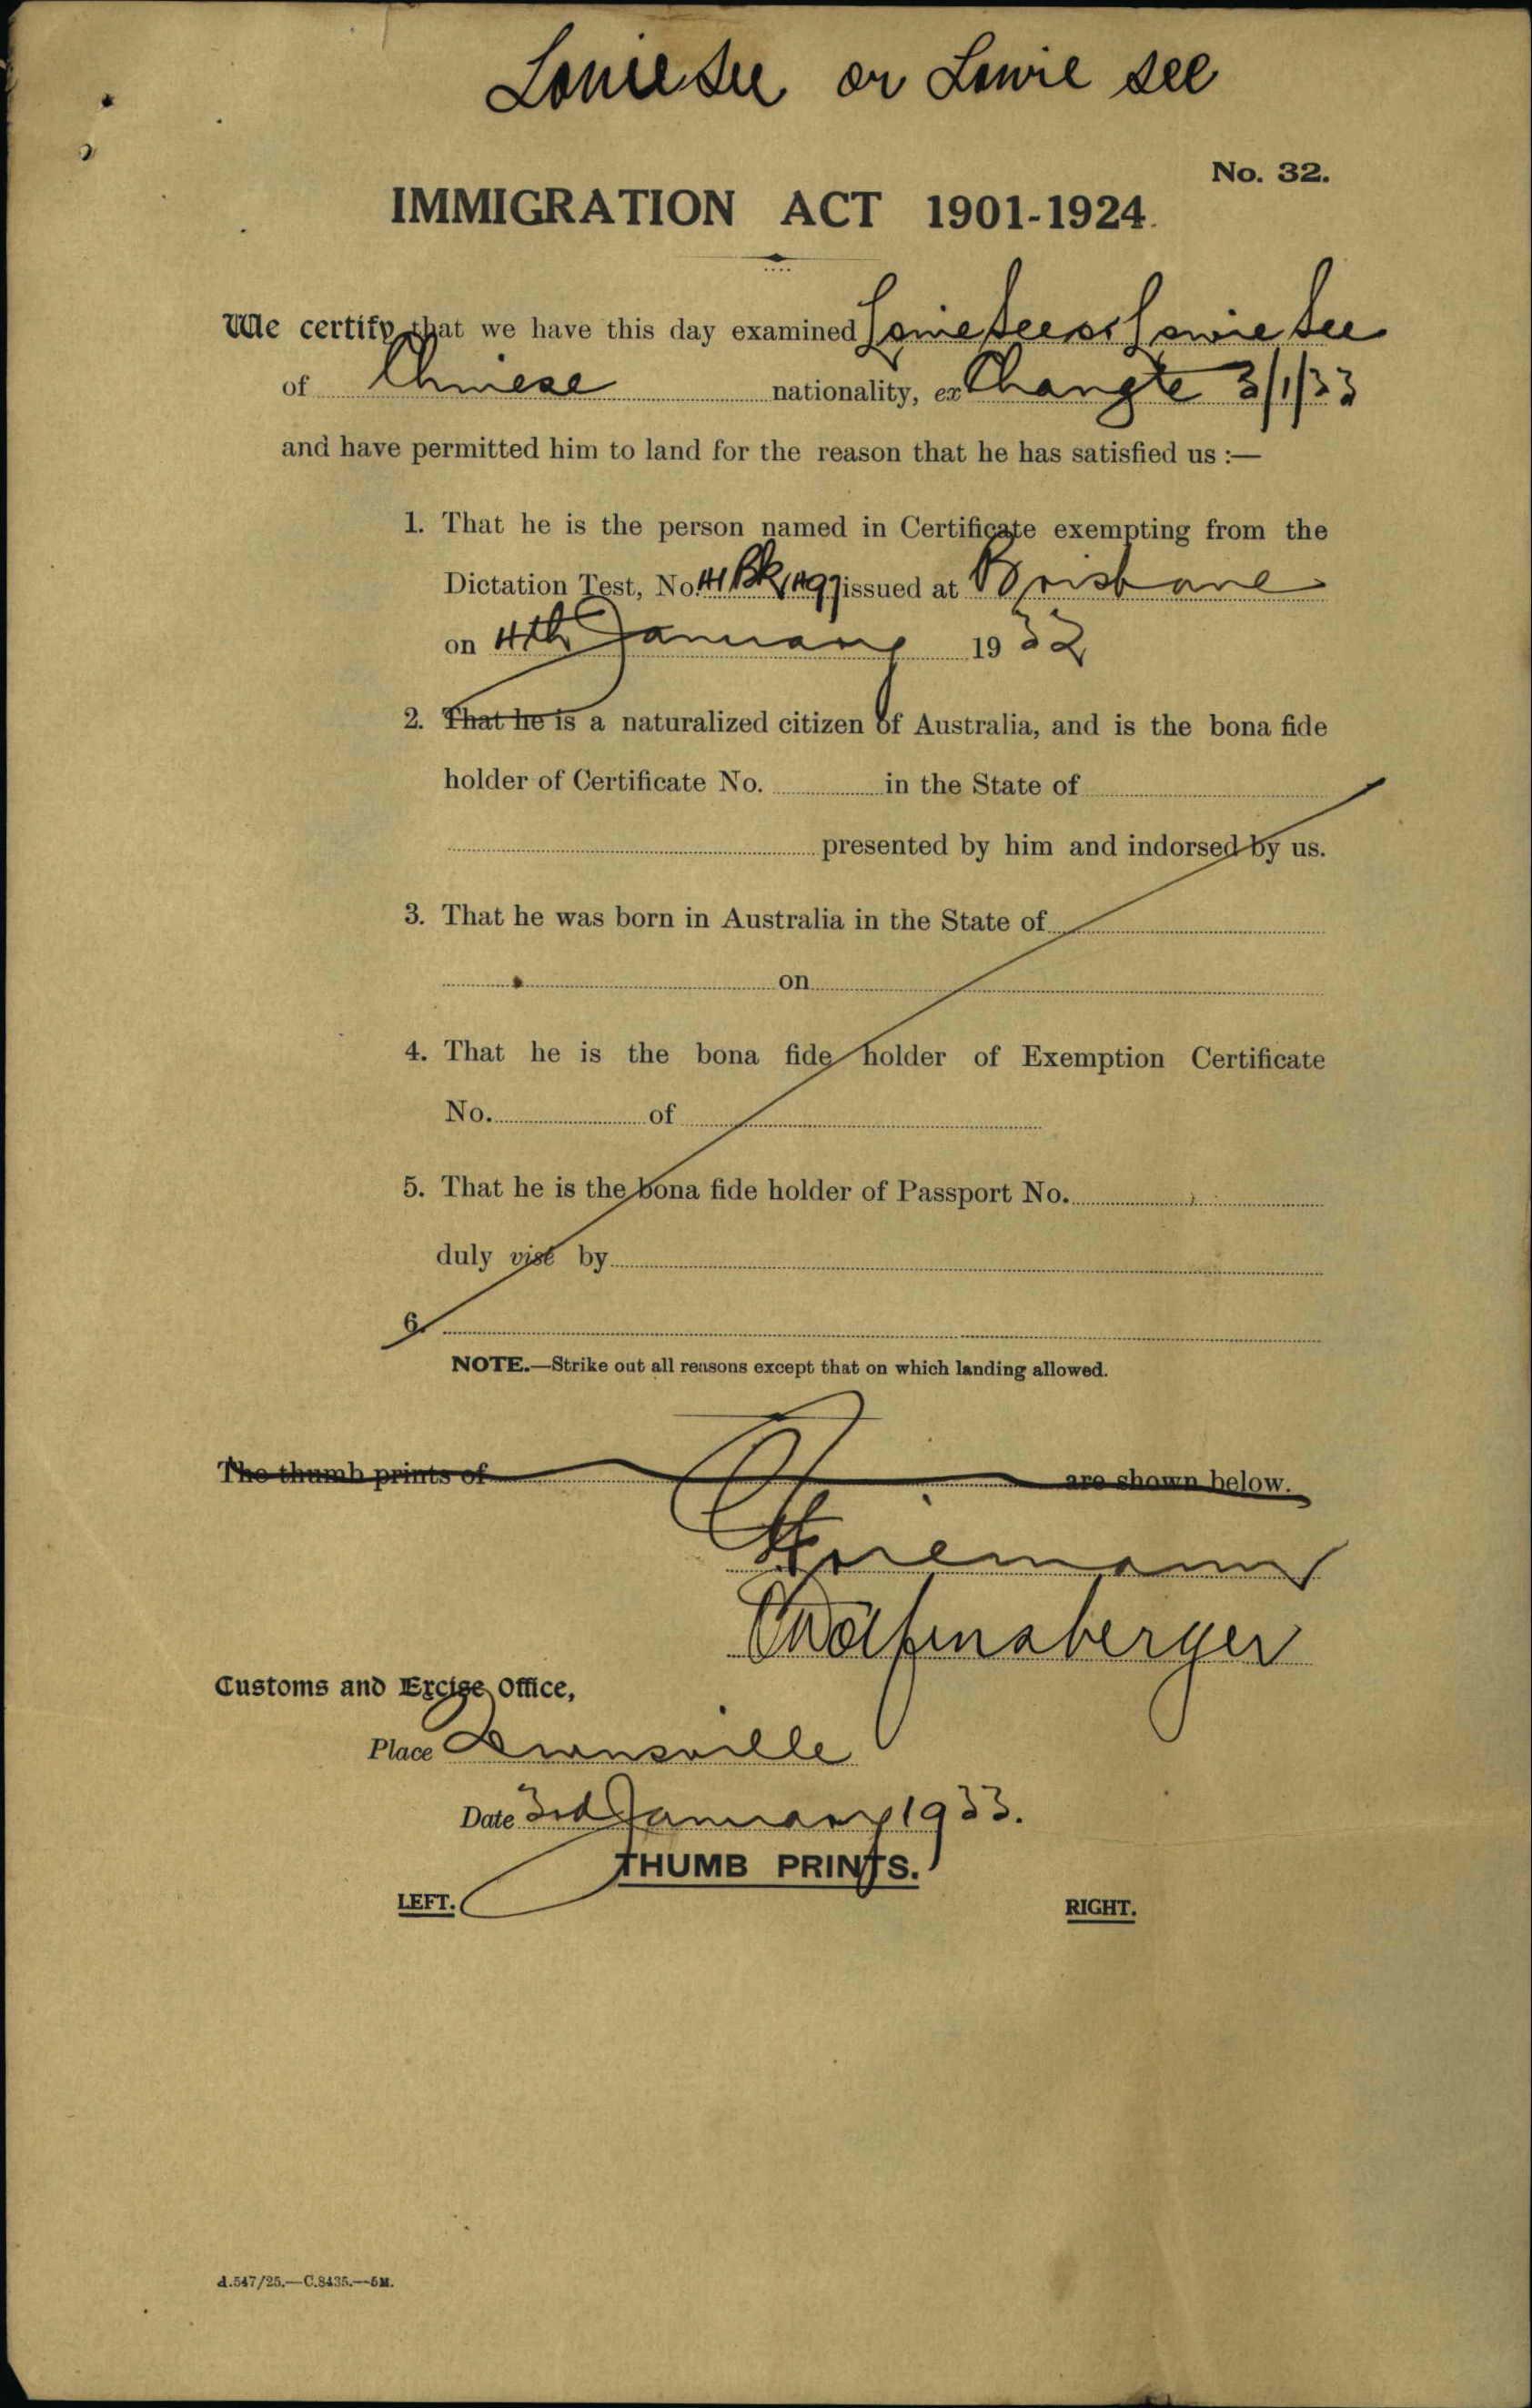 Lowie See or Lowie See
No. 32.
IMMIGRATION ACT 1901-1924.
We certify that we have this day examined Lowie See or Lowie See
of Chinese nationality, ex Changte 3/1/33
and have permitted him to land for the reason that he has satisfied us :—
1. That he is the person named in Certificate exempting from the
Dictation Test, No. issued at Brisbane
on 4th January 1932
2. That he is a naturalized citizen of Australia, and is the bona fide
holder of Certificate No. in the State of
presented by him and indorsed by us.
3. That he was born in Australia in the State of
on
4. That he is the bona fide holder of Exemption Certificate
No. of
5. That he is the bona fide holder of Passport No.
duly visé by
6.
NOTE.—Strike out all reasons except that on which landing allowed.
The thumb prints of are shown below.
Customs and Excise Office,
Place Townsville
Date 3rd January 1933.
THUMB PRINTS.
LEFT. RIGHT.
d.547/25.—C.8435.—5M.